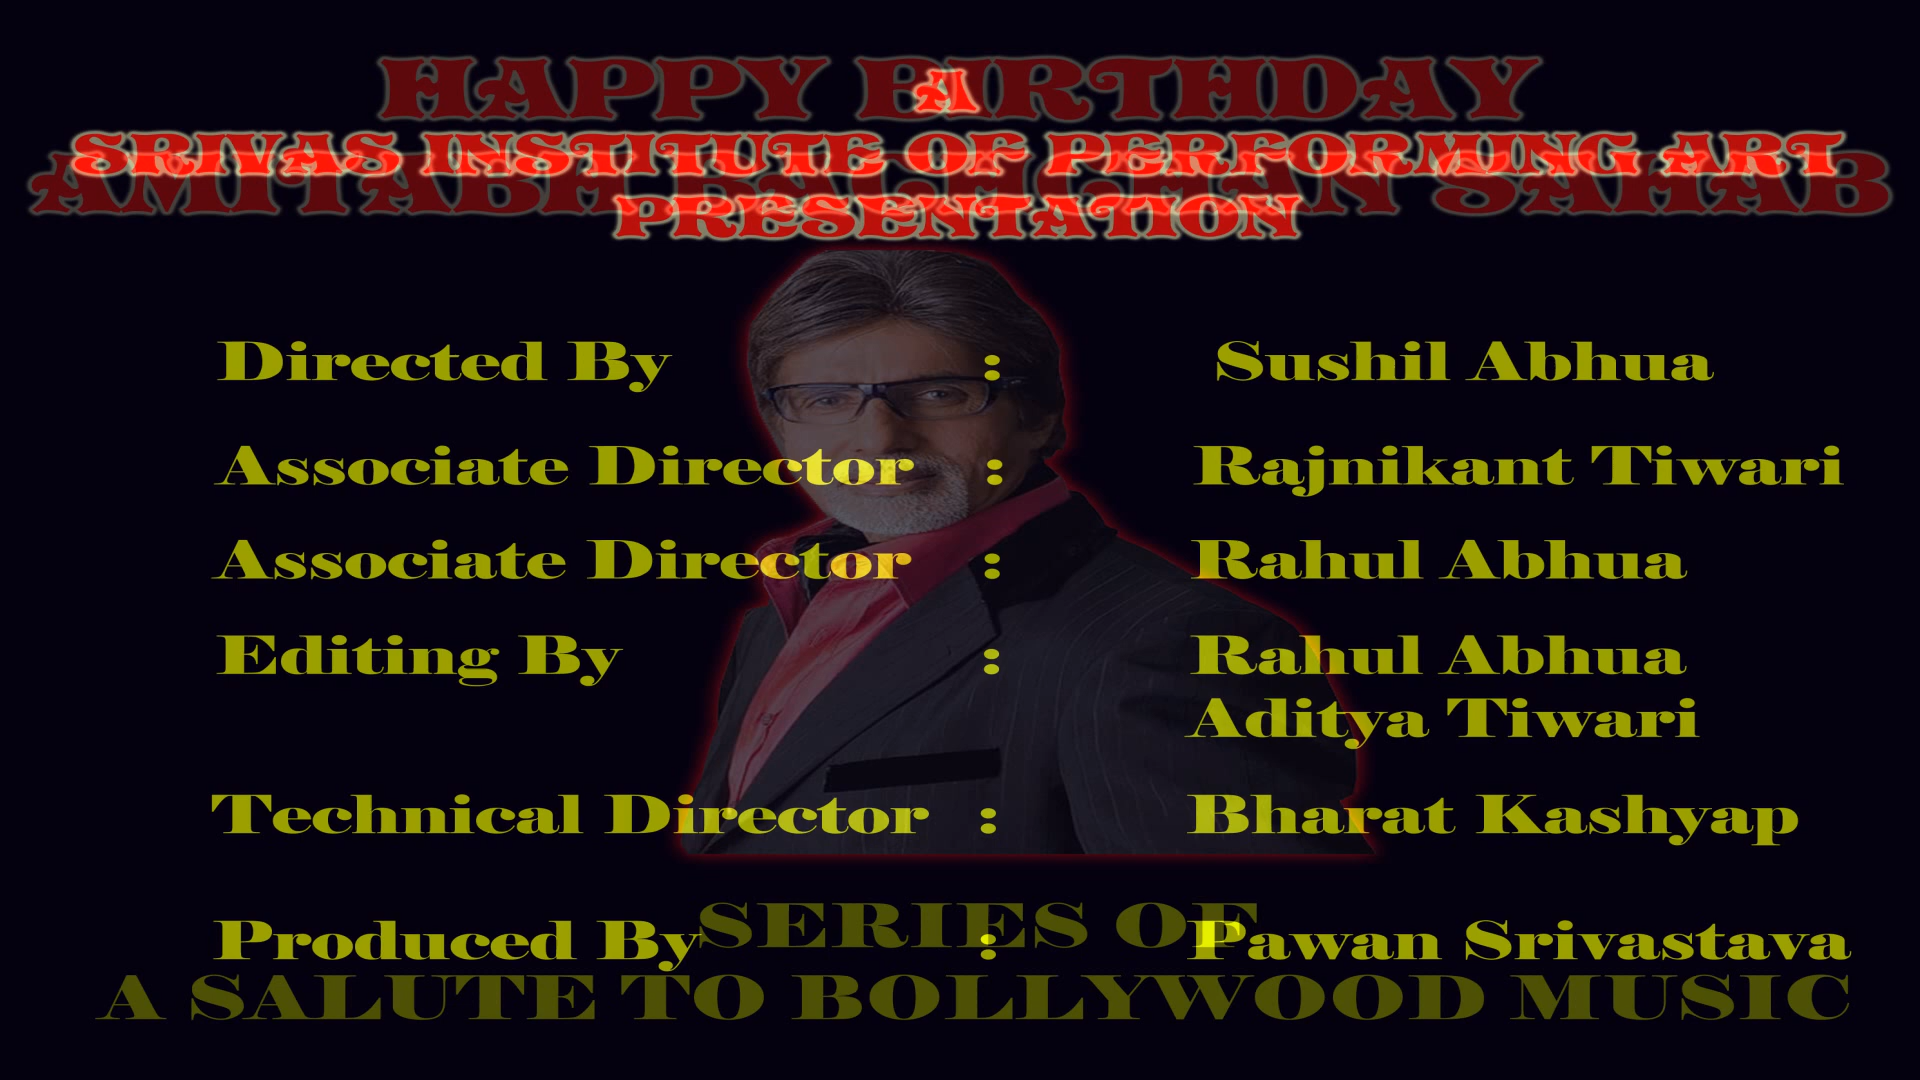 HAPPY BIRTHDAY
AMITABH BACHCHAN SAHAB
A
SRIVAS INSTITUTE OF PERFORMING ART
PRESENTATION
Directed By : Sushil Abhua
Associate Director : Rajnikant Tiwari
Associate Director : Rahul Abhua
Editing By : Rahul Abhua
Aditya Tiwari
Technical Director : Bharat Kashyap
Produced By : Pawan Srivastava
SERIES OF
A SALUTE TO BOLLYWOOD MUSIC